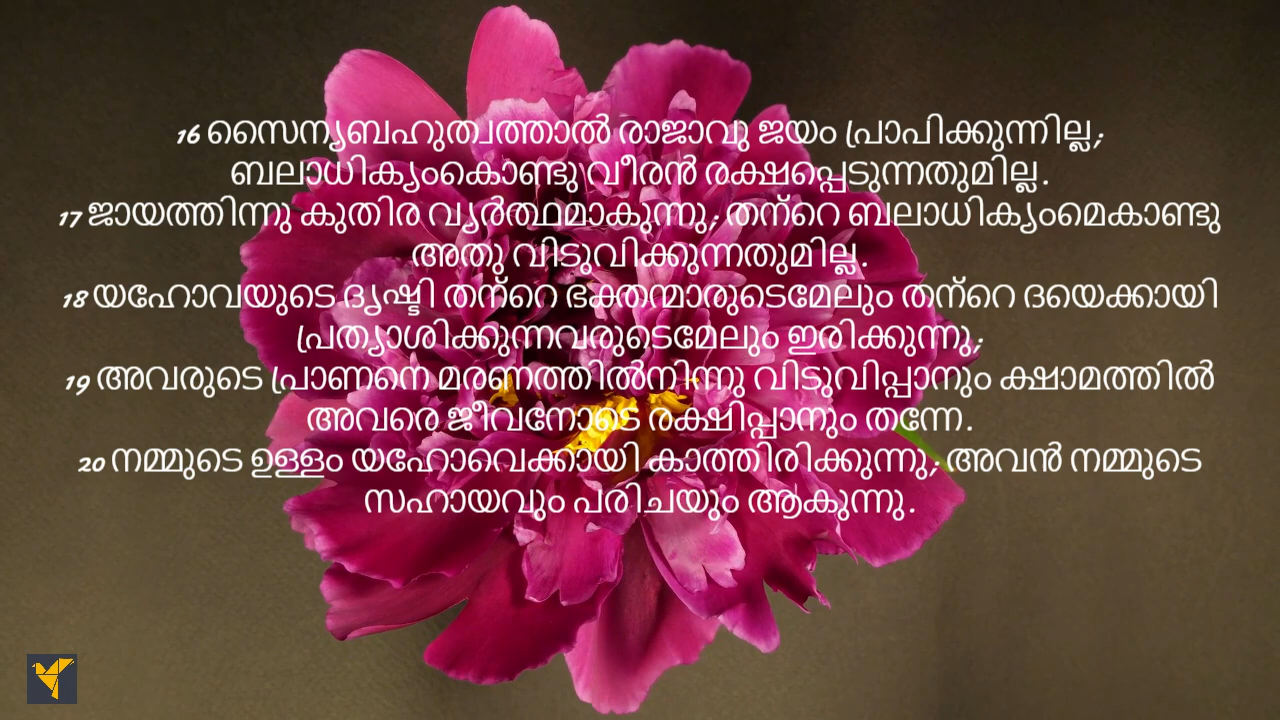 16 സൈന്യബഹുത്വത്താൽ രാജാവു ജയം പ്രാപിക്കുന്നില്ല;
ബലാധിക്യംകൊണ്ടു വീരൻ രക്ഷപ്പെടുന്നതുമില്ല.
17 ജായത്തിന്നു കുതിര വ്യർത്ഥമാകുന്നു; തന്റെ ബലാധിക്യംമെകാണ്ടു
അതു വിടുവിക്കുന്നതുമില്ല.
18 യഹോവയുടെ ദൃഷ്ടി തന്റെ ഭക്തന്മാരുടെമേലും തന്റെ ദയെക്കായി
പ്രത്യാശിക്കുന്നവരുടെമേലും ഇരിക്കുന്നു;
19 അവരുടെ പ്രാണനെ മരണത്തിൽനിന്നു വിടുവിപ്പാനും ക്ഷാമത്തിൽ
അവരെ ജീവനോടെ രക്ഷിപ്പാനും തന്നേ.
20 നമ്മുടെ ഉള്ളം യഹോവെക്കായി കാത്തിരിക്കുന്നു; അവൻ നമ്മുടെ
സഹായവും പരിചയും ആകുന്നു.